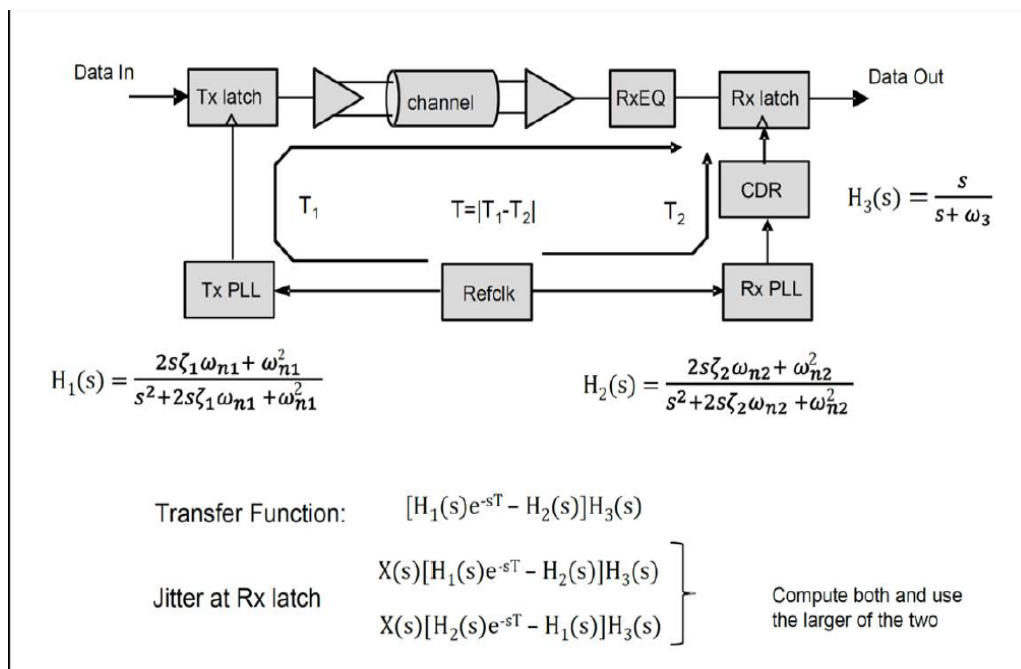 Data In
Tx latch
channel
RxEQ
Rx latch
Data Out
CDR
H₃(s) = s / (s + ω₃)
T₁
T=|T₁-T₂|
T₂
Tx PLL
Refclk
Rx PLL
H₁(s) = (2sζ₁ωₙ₁ + ω²ₙ₁) / (s²+2sζ₁ωₙ₁ +ω²ₙ₁)
H₂(s) = (2sζ₂ωₙ₂ + ω²ₙ₂) / (s²+2sζ₂ωₙ₂ +ω²ₙ₂)
Transfer Function: [H₁(s)e⁻ˢᵀ – H₂(s)]H₃(s)
X(s)[H₁(s)e⁻ˢᵀ – H₂(s)]H₃(s)
Jitter at Rx latch
X(s)[H₂(s)e⁻ˢᵀ – H₁(s)]H₃(s)
Compute both and use
the larger of the two